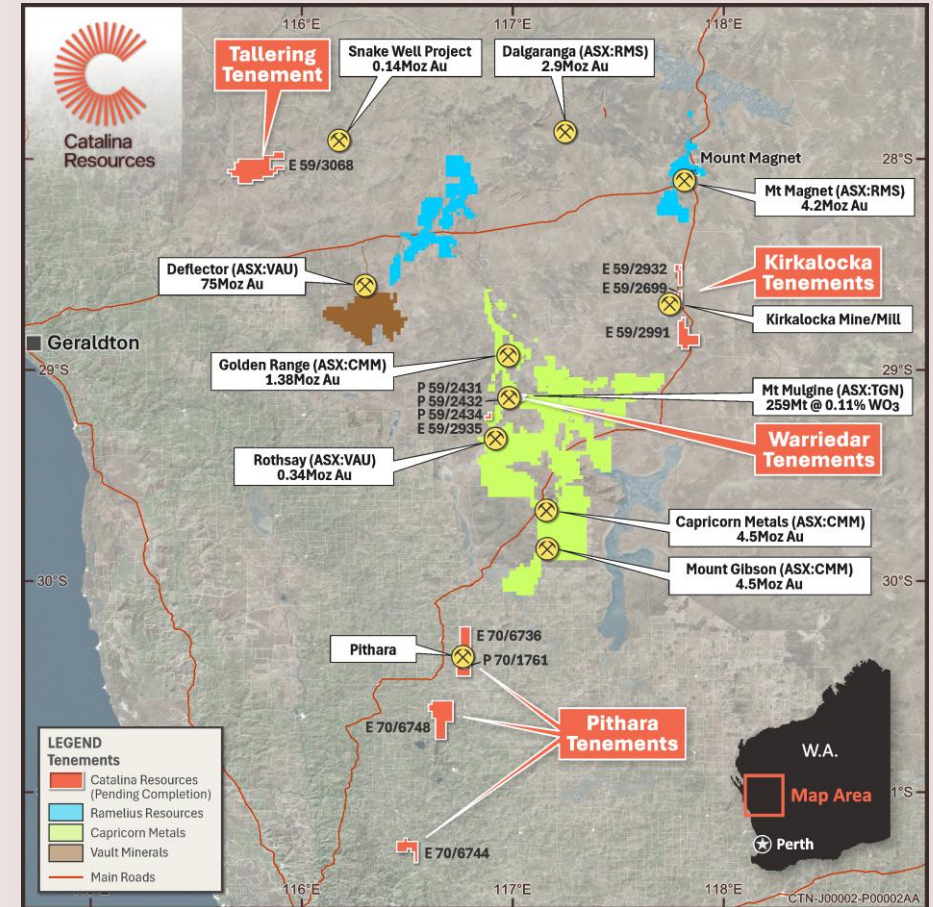 116°E
117°E
118°E
Catalina
Resources
Tallering
Tenement
Snake Well Project
0.14Moz Au
Dalgaranga (ASX:RMS)
2.9Moz Au
E 59/3068
28°S
Mount Magnet
Mt Magnet (ASX:RMS)
4.2Moz Au
Deflector (ASX:VAU)
75Moz Au
E 59/2932
E 59/2699
Kirkalocka
Tenements
Kirkalocka Mine/Mill
E 59/2991
Geraldton
29°S
29°S
Golden Range (ASX:CMM)
1.38Moz Au
P 59/2431
P 59/2432
P 59/2434
E 59/2935
Mt Mulgine (ASX:TGN)
259Mt @ 0.11% WO₃
Warriedar
Tenements
Rothsay (ASX:VAU)
0.34Moz Au
Capricorn Metals (ASX:CMM)
4.5Moz Au
Mount Gibson (ASX:CMM)
4.5Moz Au
30°S
30°S
Pithara
E 70/6736
P 70/1761
E 70/6748
Pithara
Tenements
E 70/6744
LEGEND
Tenements
Catalina Resources
(Pending Completion)
Ramelius Resources
Capricorn Metals
Vault Minerals
Main Roads
W.A.
Map Area
Perth
1°S
116°E
117°E
118°E
CTN-J00002-P00002AA